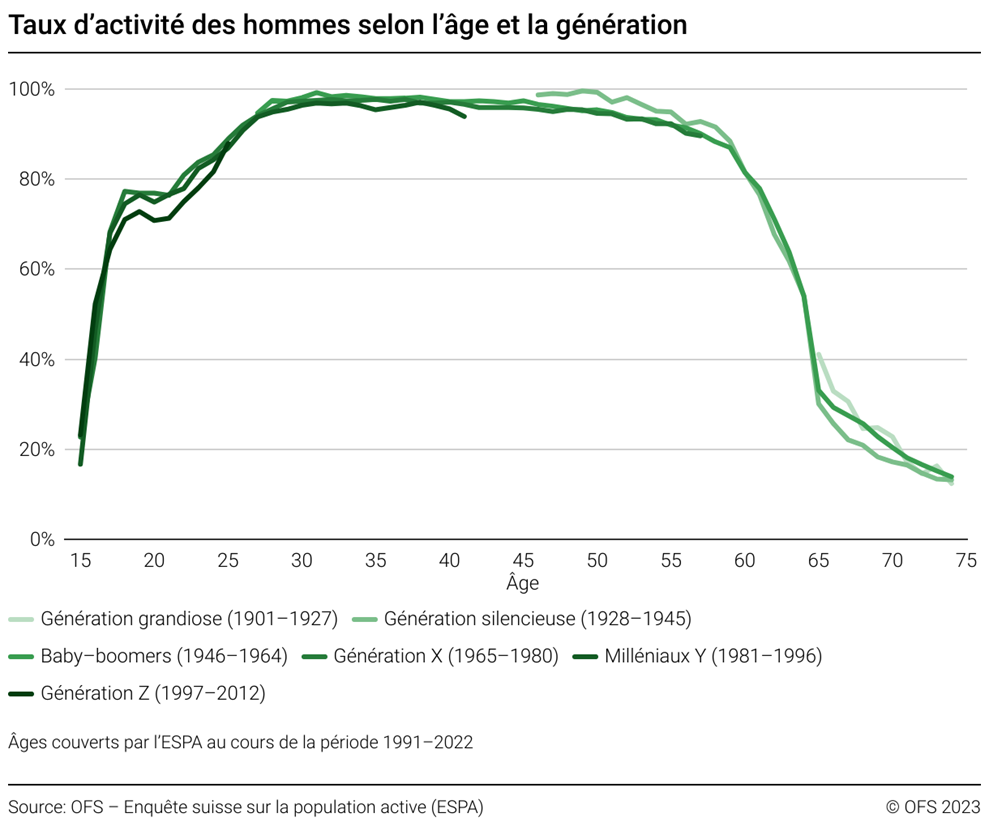 Taux d’activité des hommes selon l’âge et la génération
100%
80%
60%
40%
20%
0%
15 20 25 30 35 40 45 50 55 60 65 70 75
Âge
Génération grandiose (1901–1927) Génération silencieuse (1928–1945)
Baby–boomers (1946–1964) Génération X (1965–1980) Milléniaux Y (1981–1996)
Génération Z (1997–2012)
Âges couverts par l’ESPA au cours de la période 1991–2022
Source: OFS – Enquête suisse sur la population active (ESPA) © OFS 2023